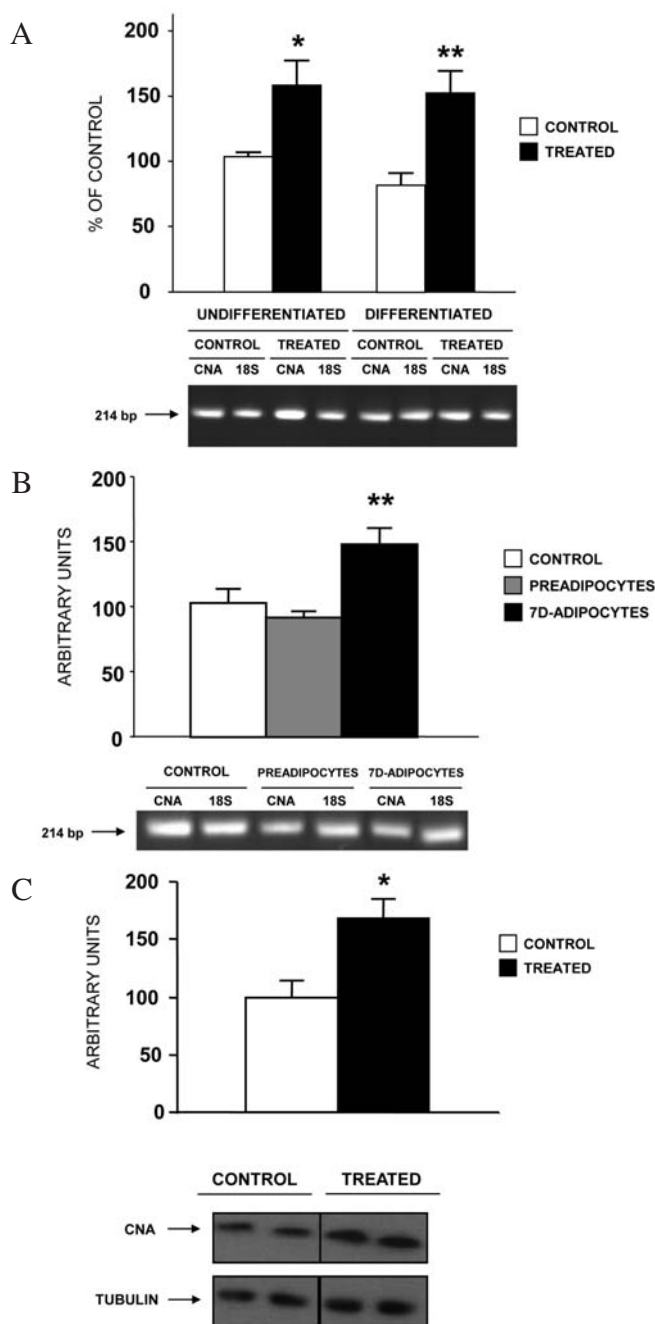 A
% OF CONTROL
200
150
100
50
0
*
**
CONTROL
TREATED
UNDIFFERENTIATED DIFFERENTIATED
CONTROL TREATED CONTROL TREATED
CNA 18S CNA 18S CNA 18S CNA 18S
214 bp
B
ARBITRARY UNITS
200
150
100
50
0
**
CONTROL
PREADIPOCYTES
7D-ADIPOCYTES
CONTROL PREADIPOCYTES 7D-ADIPOCYTES
CNA 18S CNA 18S CNA 18S
214 bp
C
ARBITRARY UNITS
200
150
100
50
0
*
CONTROL
TREATED
CONTROL TREATED
CNA
TUBULIN